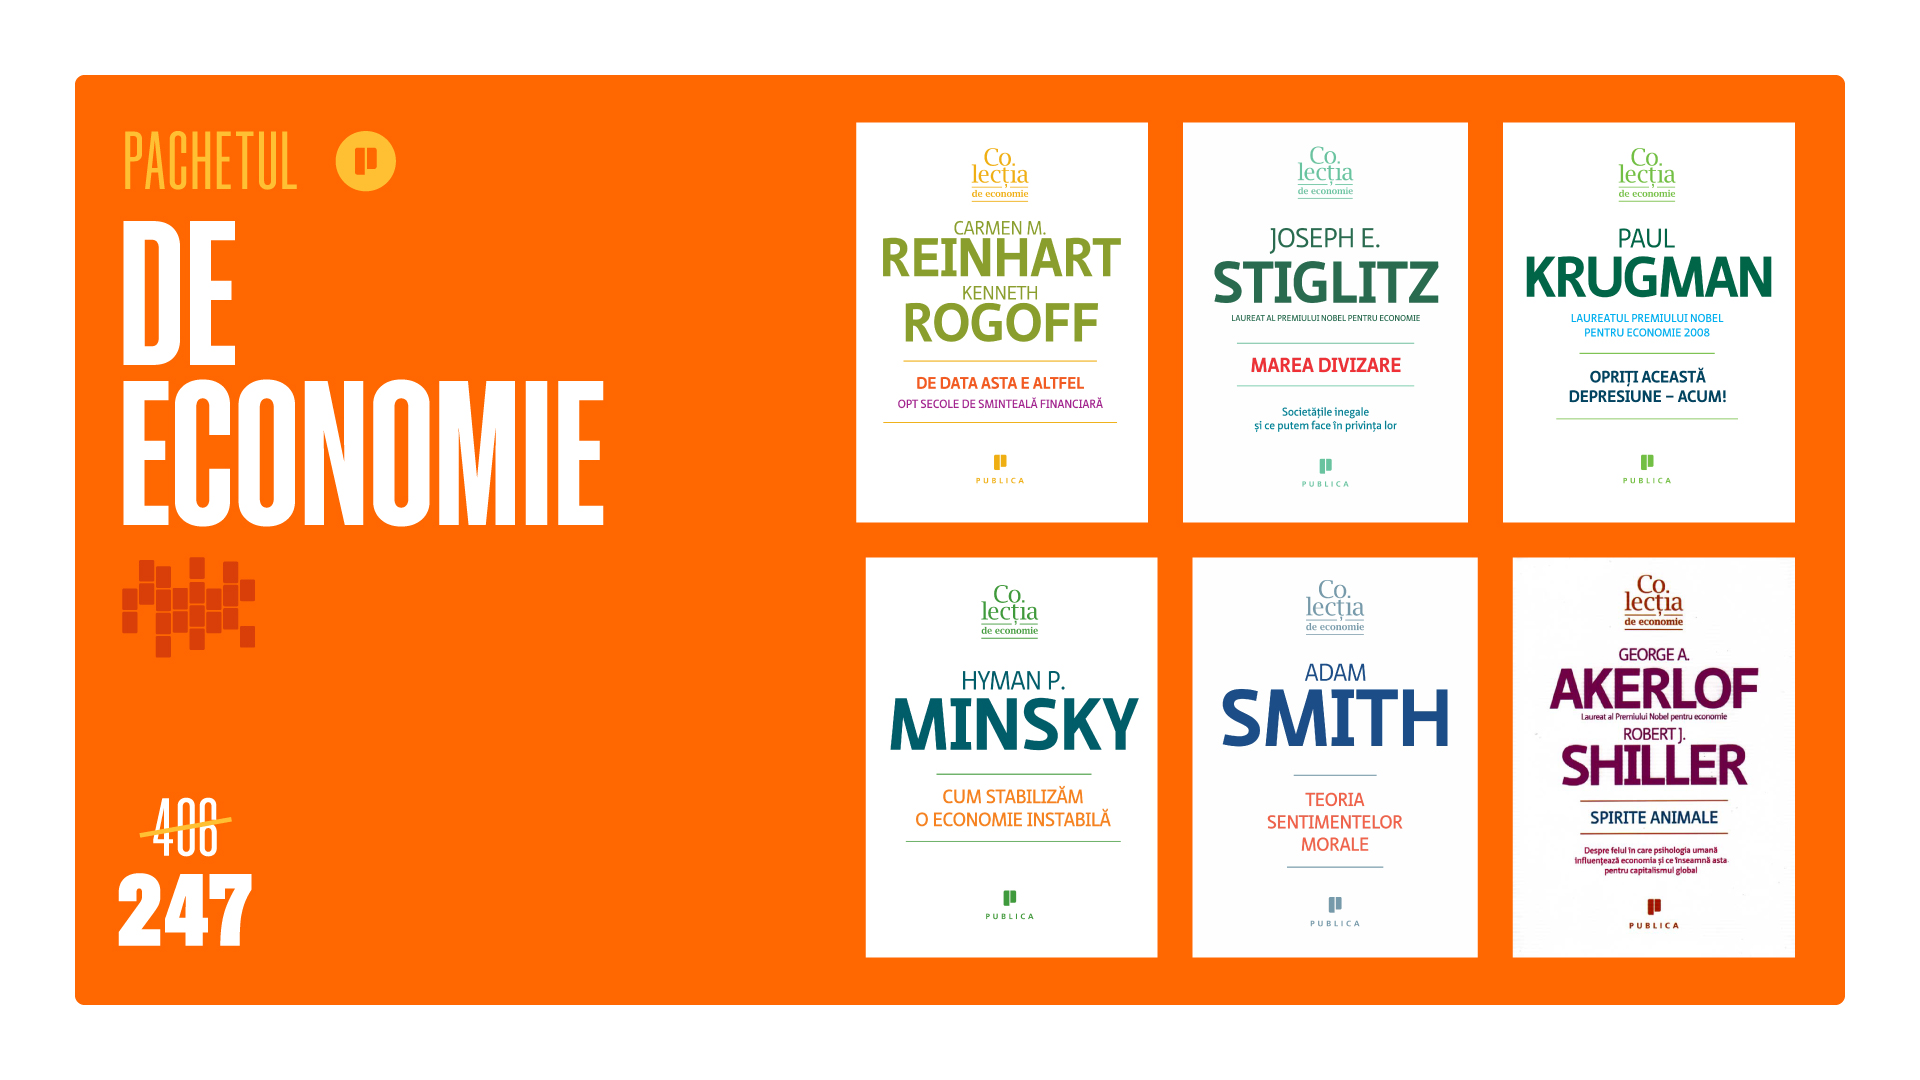 PACHETUL
DE
ECONOMIE
406
247
Co.
lecția
de economie
CARMEN M.
REINHART
KENNETH
ROGOFF
DE DATA ASTA E ALTFEL
OPT SECOLE DE SMINTEALĂ FINANCIARĂ
PUBLICA
Co.
lecția
de economie
JOSEPH E.
STIGLITZ
LAUREAT AL PREMIULUI NOBEL PENTRU ECONOMIE
MAREA DIVIZARE
Societățile inegale
și ce putem face în privința lor
PUBLICA
Co.
lecția
de economie
PAUL
KRUGMAN
LAUREATUL PREMIULUI NOBEL
PENTRU ECONOMIE 2008
OPRIȚI ACEASTĂ
DEPRESIUNE – ACUM!
PUBLICA
Co.
lecția
de economie
HYMAN P.
MINSKY
CUM STABILIZĂM
O ECONOMIE INSTABILĂ
PUBLICA
Co.
lecția
de economie
ADAM
SMITH
TEORIA
SENTIMENTELOR
MORALE
PUBLICA
Co.
lecția
de economie
GEORGE A.
AKERLOF
Laureat al Premiului Nobel pentru economie
ROBERT J.
SHILLER
SPIRITE ANIMALE
Despre felul în care psihologia umană
influențează economia și ce înseamnă asta
pentru capitalismul global
PUBLICA